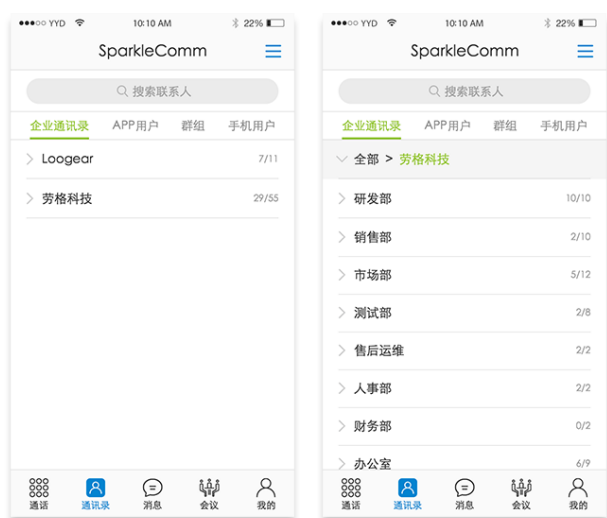 YYD 10:10 AM 22%
SparkleComm
搜索联系人
企业通讯录 APP用户 群组 手机用户
Loogear 7/11
劳格科技 29/55
通话 通讯录 消息 会议 我的
YYD 10:10 AM 22%
SparkleComm
搜索联系人
企业通讯录 APP用户 群组 手机用户
全部 > 劳格科技
研发部 10/10
销售部 2/10
市场部 5/12
测试部 2/8
售后运维 2/2
人事部 2/2
财务部 0/2
办公室 6/9
通话 通讯录 消息 会议 我的